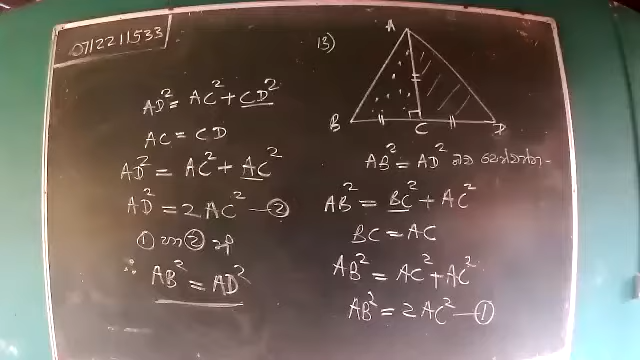 0712211533
13)
A
B
C
D
AB² = AD² බව පෙන්වන්න-
AB² = BC² + AC²
BC = AC
AB² = AC² + AC²
AB² = 2AC² —①
AD² = AC² + CD²
AC = CD
AD² = AC² + AC²
AD² = 2AC² —②
① හා ② න්
∴ AB² = AD²